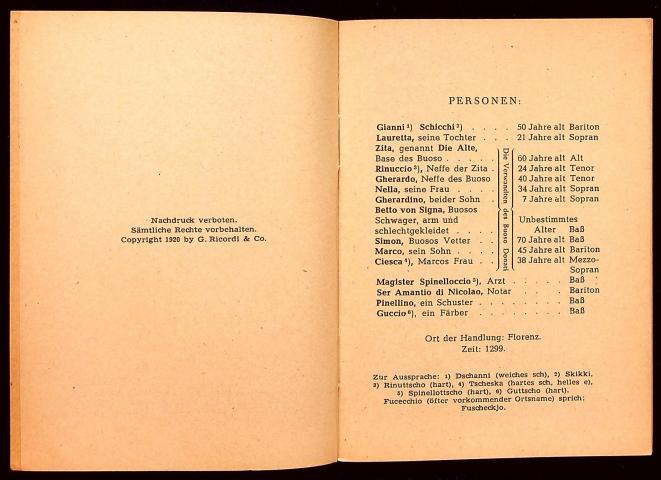 Nachdruck verboten.
Sämtliche Rechte vorbehalten.
Copyright 1920 by G. Ricordi & Co.
PERSONEN:
Gianni ¹) Schicchi ²) . . . . 50 Jahre alt Bariton
Lauretta, seine Tochter . . . 21 Jahre alt Sopran
Zita, genannt Die Alte,
Base des Buoso . . . . . 60 Jahre alt Alt
Rinuccio ³), Neffe der Zita . 24 Jahre alt Tenor
Gherardo, Neffe des Buoso 40 Jahre alt Tenor
Nella, seine Frau . . . . 34 Jahre alt Sopran
Gherardino, beider Sohn . 7 Jahre alt Sopran
Betto von Signa, Buosos
Schwager, arm und Unbestimmtes
schlechtgekleidet . . . . Alter Baß
Simon, Buosos Vetter . . 70 Jahre alt Baß
Marco, sein Sohn . . . . 45 Jahre alt Bariton
Ciesca ⁴), Marcos Frau . . 38 Jahre alt Mezzo-
Sopran
Die Verwandten des Buoso Donati
Magister Spinelloccio ⁵), Arzt . . . . . Baß
Ser Amantio di Nicolao, Notar . . . . Bariton
Pinellino, ein Schuster . . . . . . . . Baß
Guccio ⁶), ein Färber . . . . . . . . Baß
Ort der Handlung: Florenz.
Zeit: 1299.
Zur Aussprache: ¹) Dschanni (weiches sch), ²) Skikki,
³) Rinuttscho (hart), ⁴) Tscheska (hartes sch, helles e),
⁵) Spinellottscho (hart), ⁶) Guttscho (hart).
Fucecchio (öfter vorkommender Ortsname) sprich:
Fuscheckjo.